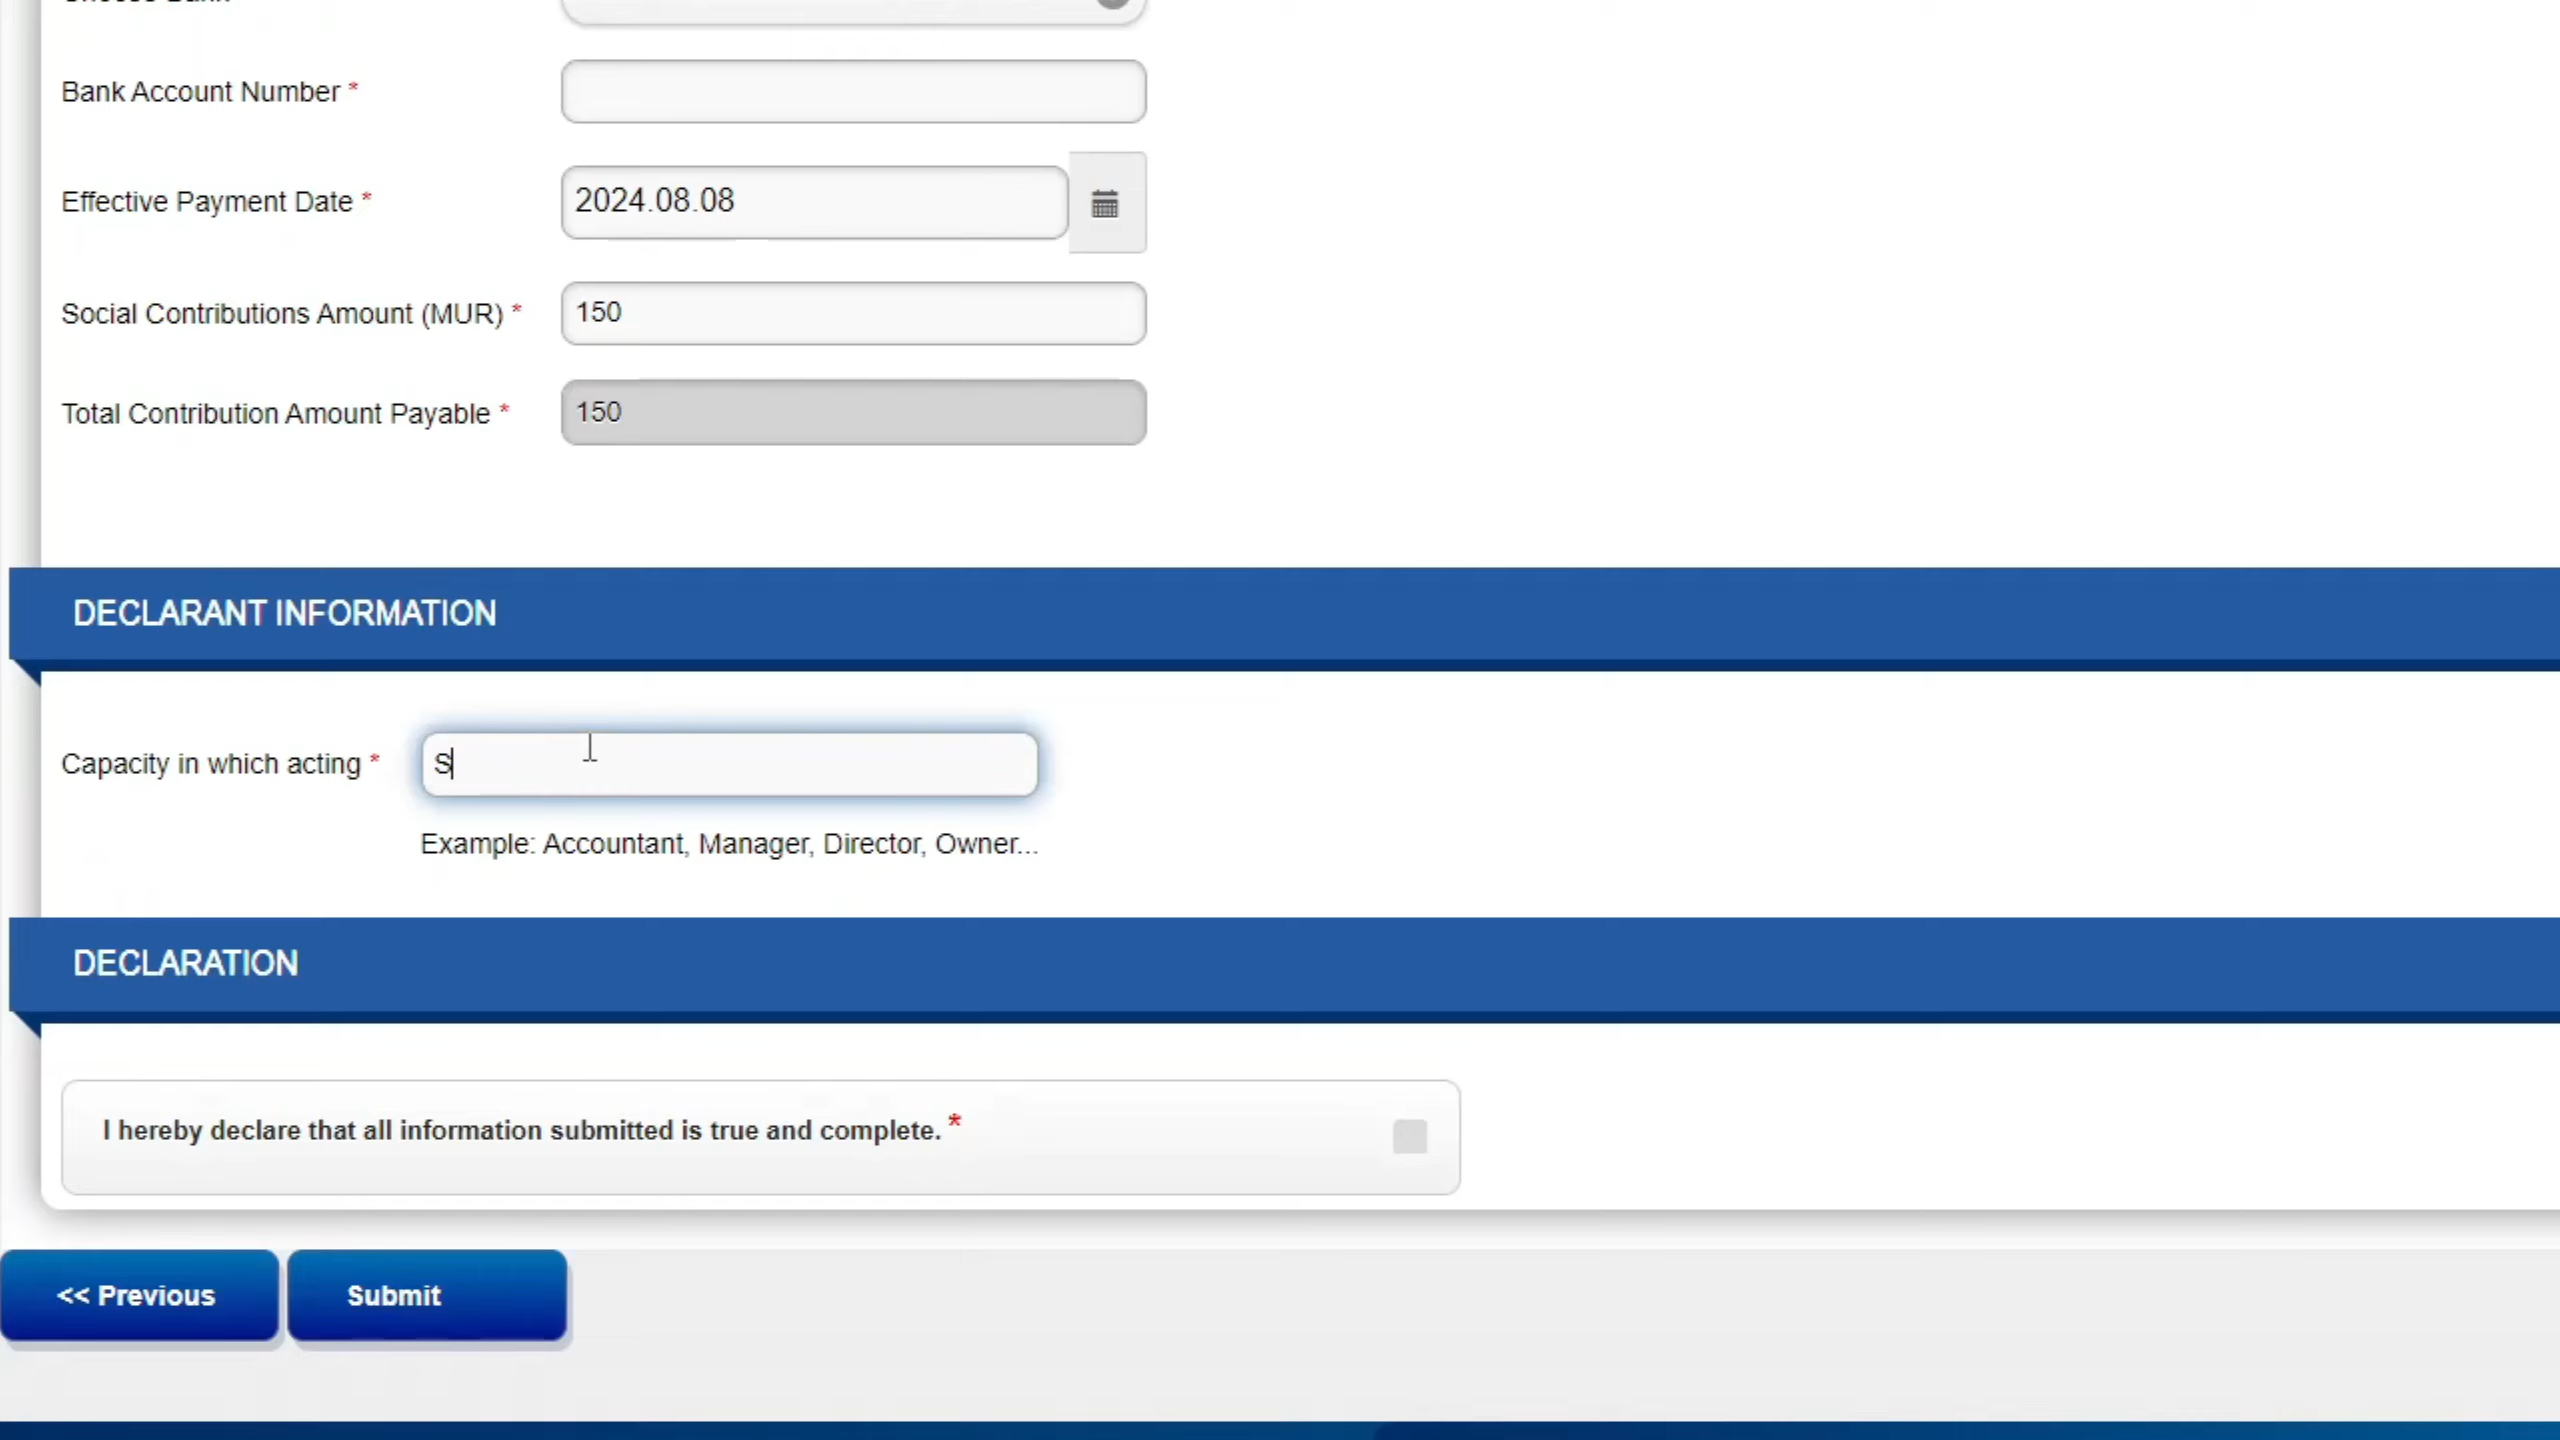 Bank Account Number *
Effective Payment Date * 2024.08.08
Social Contributions Amount (MUR) * 150
Total Contribution Amount Payable * 150
DECLARANT INFORMATION
Capacity in which acting * S
Example: Accountant, Manager, Director, Owner...
DECLARATION
I hereby declare that all information submitted is true and complete. *
<< Previous Submit